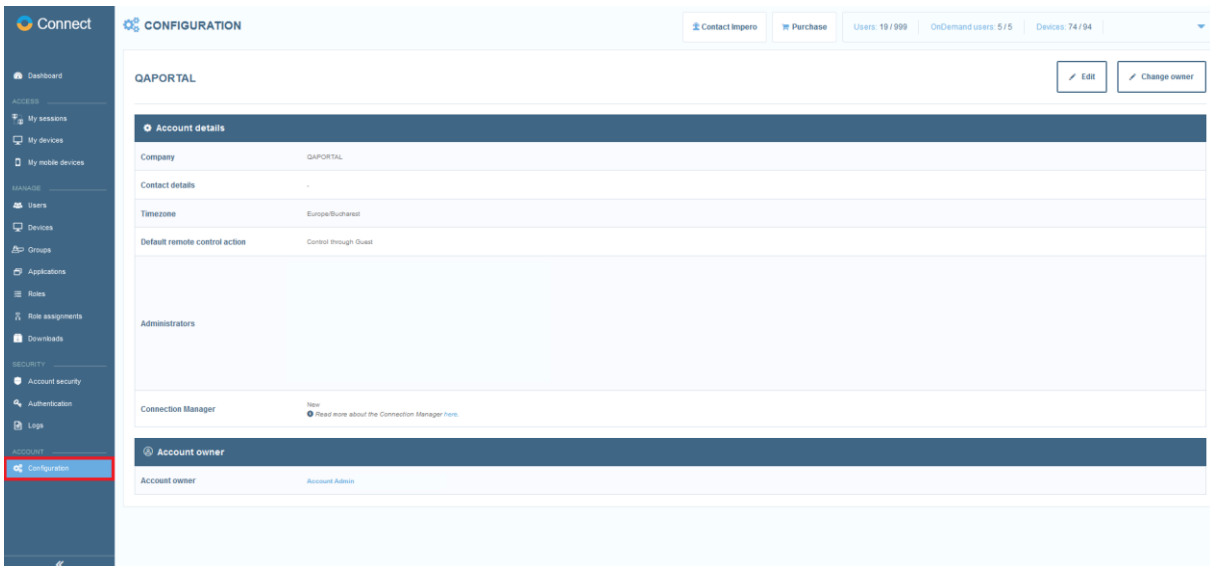 Connect
CONFIGURATION
Contact Impero
Purchase
Users: 19 / 999
OnDemand users: 5 / 5
Devices: 74 / 94
Dashboard
ACCESS
My sessions
My devices
My mobile devices
MANAGE
Users
Devices
Groups
Applications
Roles
Role assignments
Downloads
SECURITY
Account security
Authentication
Logs
ACCOUNT
Configuration
QAPORTAL
Edit
Change owner
Account details
Company
QAPORTAL
Contact details
-
Timezone
Europe/Bucharest
Default remote control action
Control through Guest
Administrators
Connection Manager
New
Read more about the Connection Manager here.
Account owner
Account owner
Account Admin